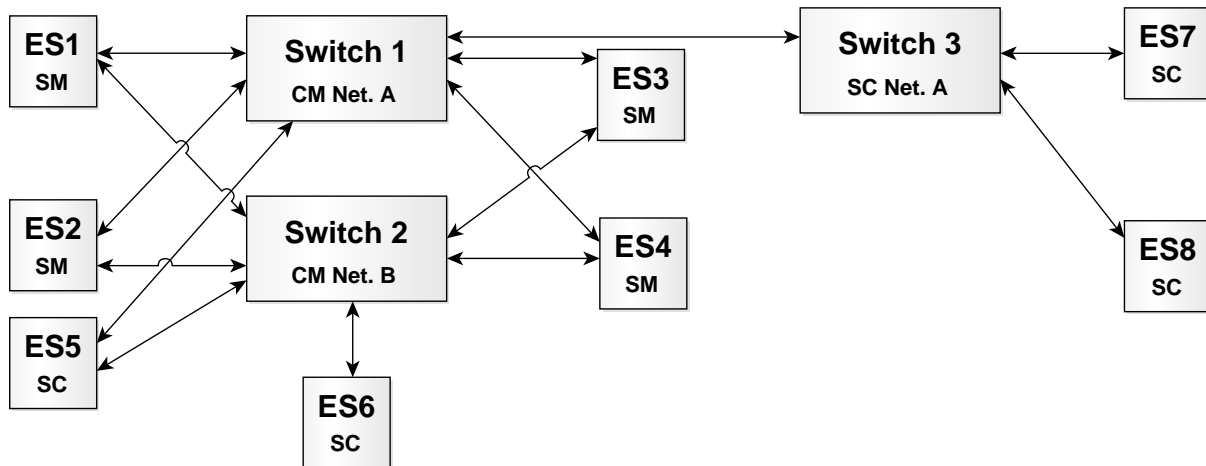 ES1
SM
Switch 1
CM Net. A
Switch 3
SC Net. A
ES7
SC
ES3
SM
ES2
SM
Switch 2
CM Net. B
ES4
SM
ES8
SC
ES5
SC
ES6
SC